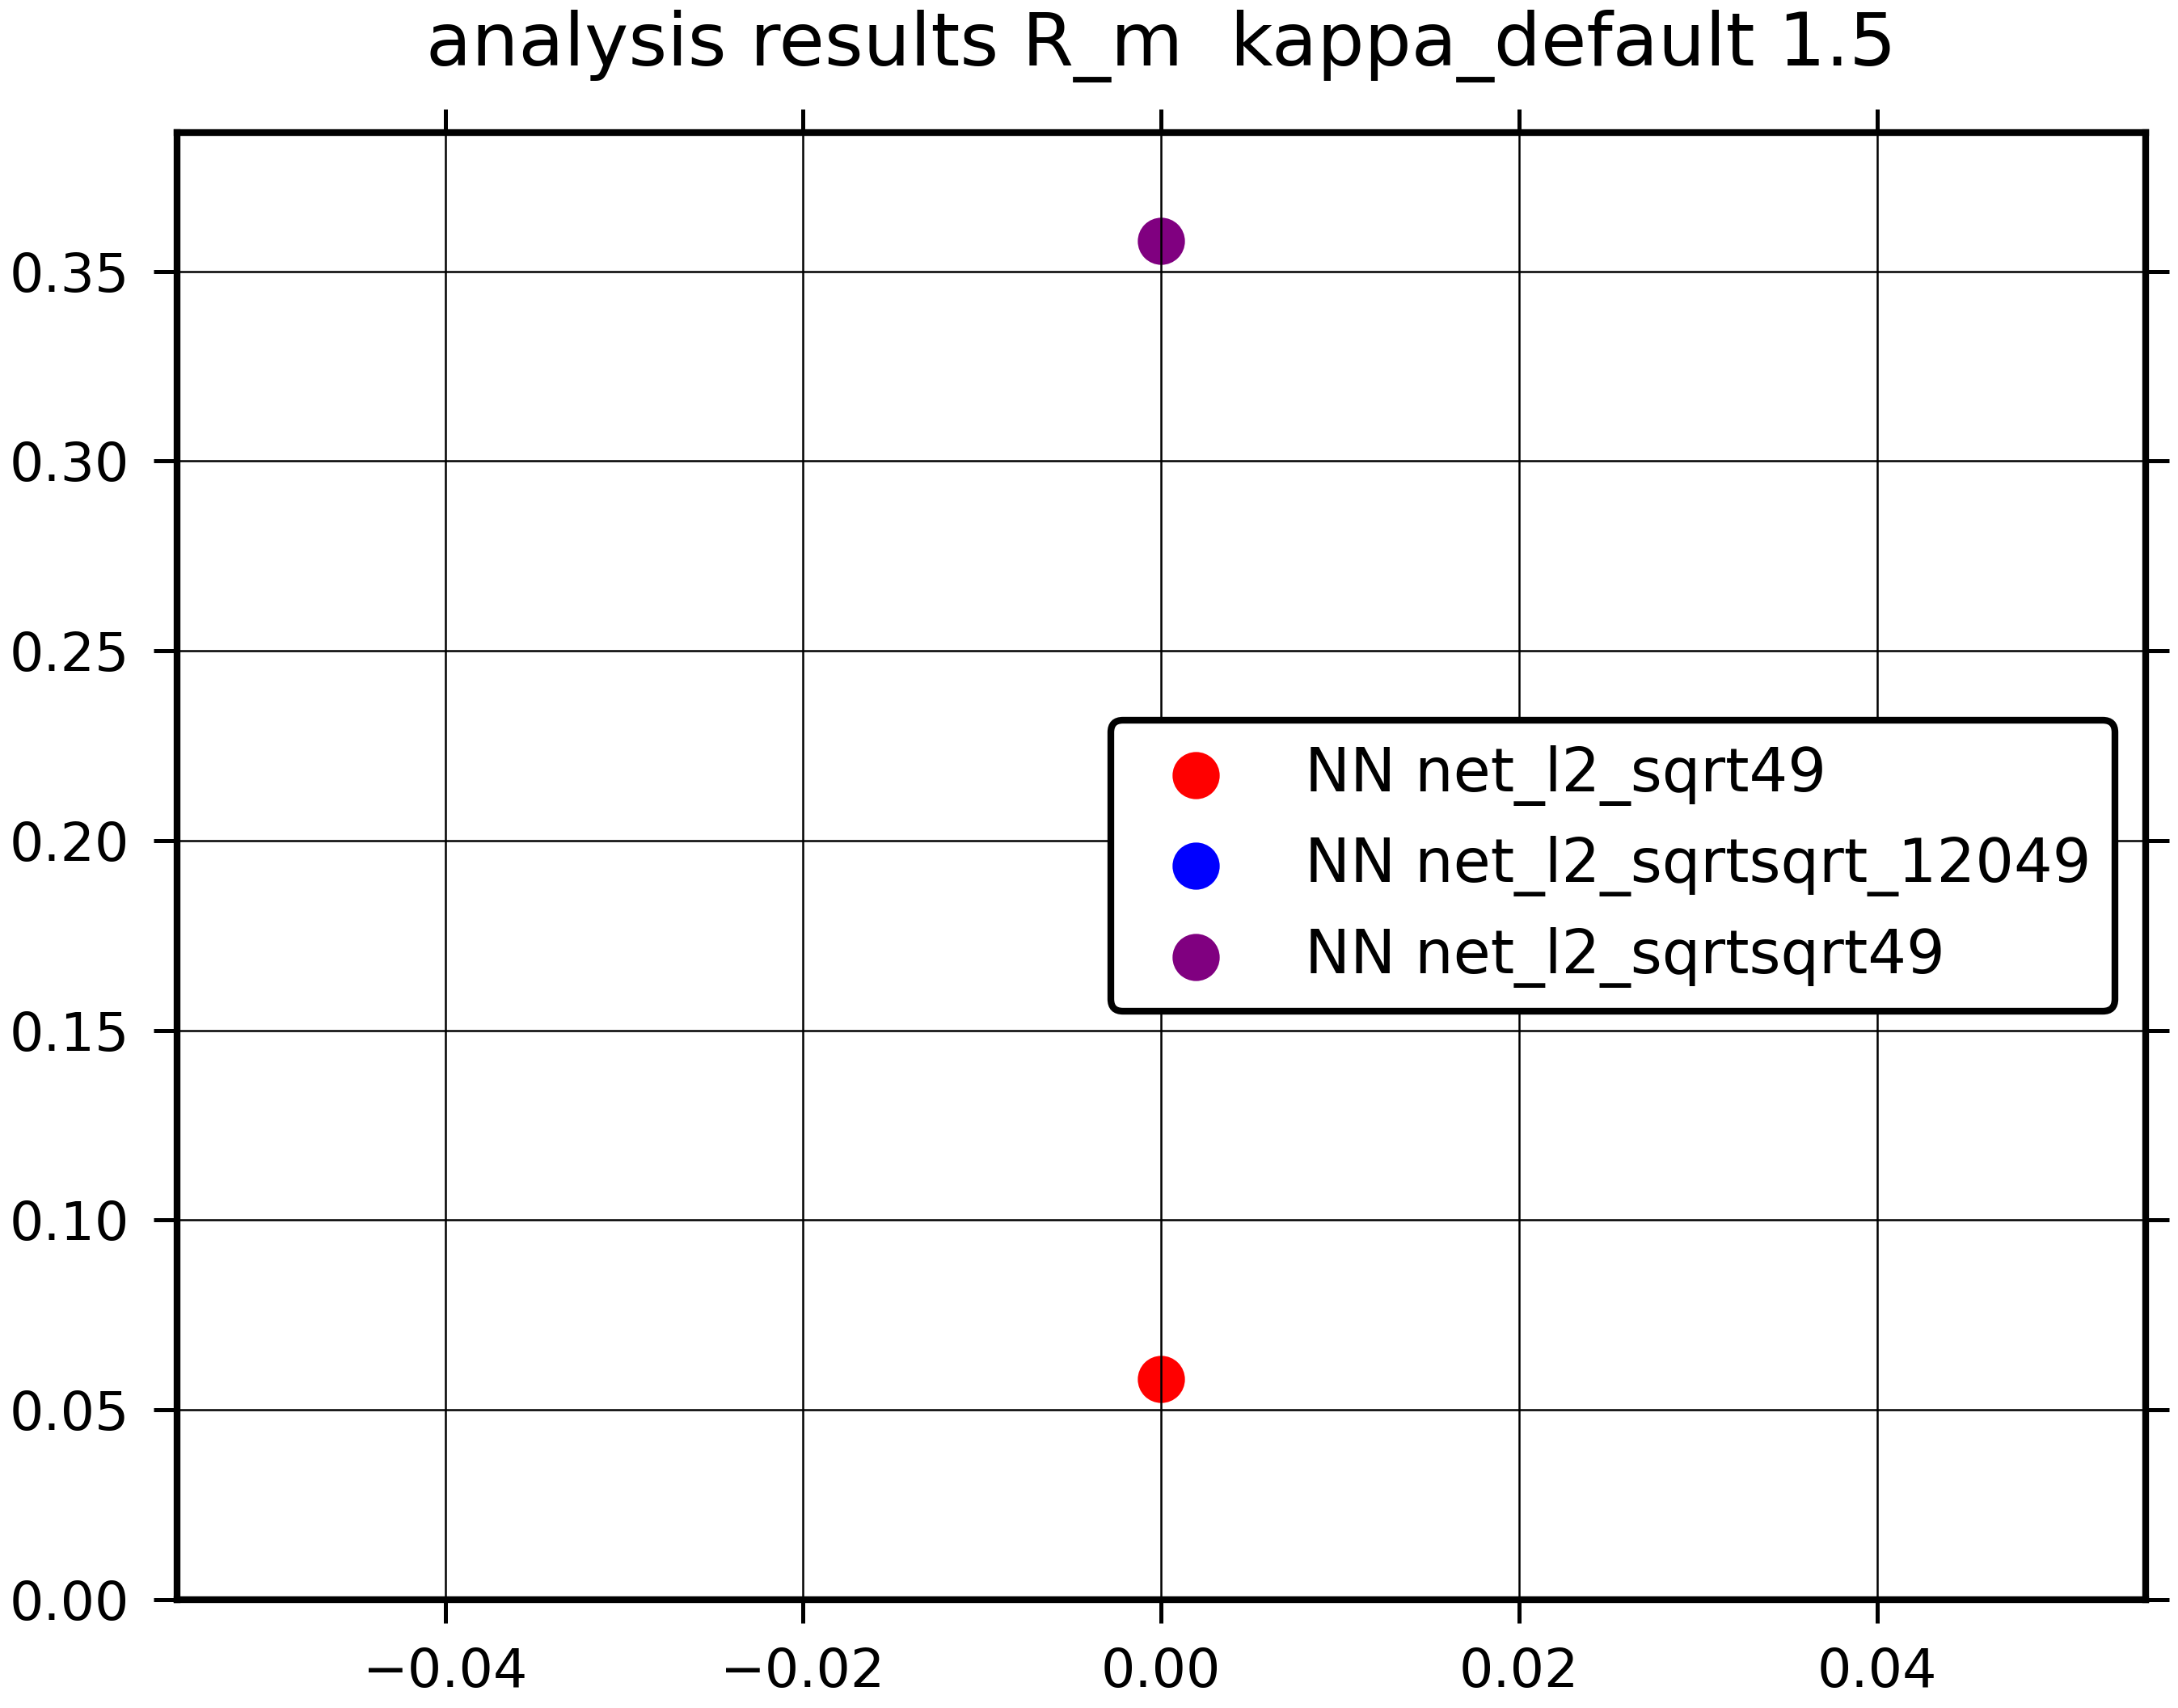 analysis results R_m  kappa_default 1.5
0.35
0.30
0.25
0.20
0.15
0.10
0.05
0.00
NN net_l2_sqrt49
NN net_l2_sqrtsqrt_12049
NN net_l2_sqrtsqrt49
−0.04 −0.02 0.00 0.02 0.04